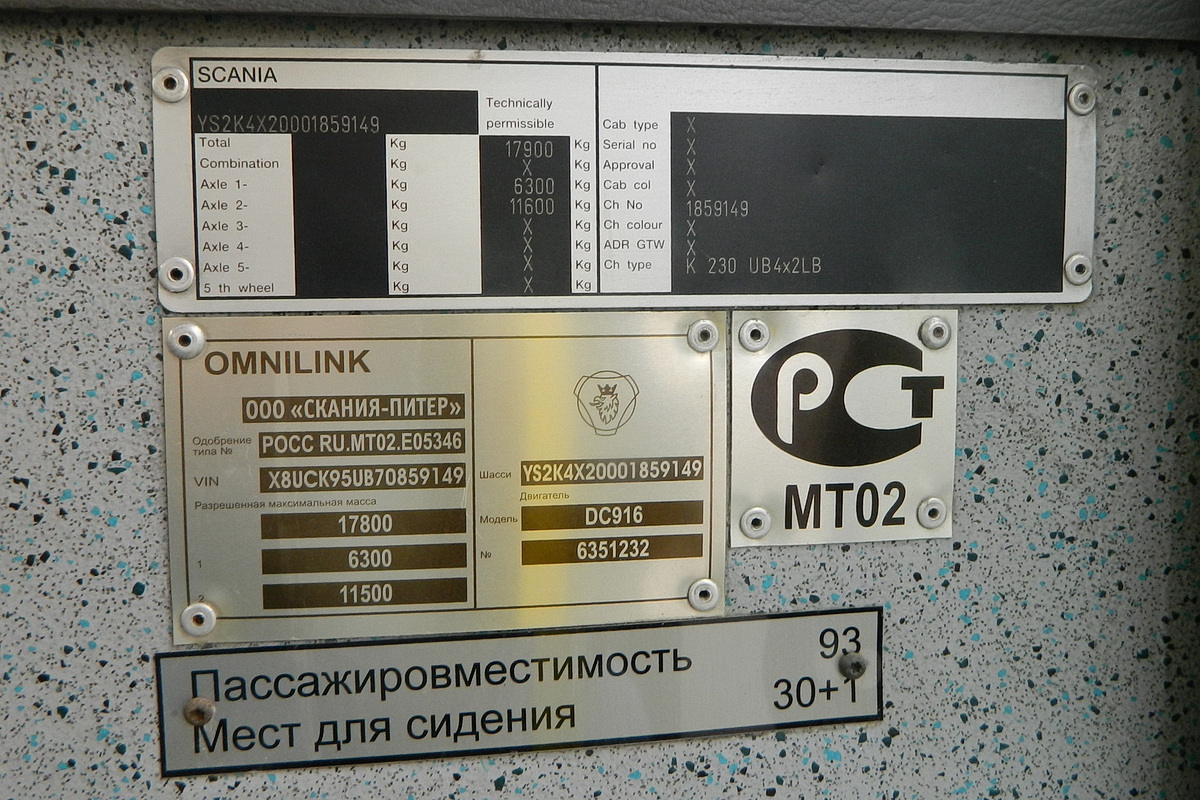 SCANIA
YS2K4X20001859149
Technically
permissible
Total Kg 17900 Kg
Combination Kg X Kg
Axle 1- Kg 6300 Kg
Axle 2- Kg 11600 Kg
Axle 3- Kg X Kg
Axle 4- Kg X Kg
Axle 5- Kg X Kg
5 th wheel Kg X Kg
Cab type X
Serial no X
Approval X
Cab col X
Ch No 1859149
Ch colour X
ADR GTW X
Ch type K 230 UB4x2LB
OMNILINK
ООО «СКАНИЯ-ПИТЕР»
Одобрение
типа № РОСС RU.МТ02.Е05346
VIN X8UCK95UB70859149
Разрешенная максимальная масса
17800
1 6300
2 11500
Шасси YS2K4X20001859149
Двигатель
Модель DC916
№ 6351232
РСТ
МТ02
Пассажировместимость 93
Мест для сидения 30+1